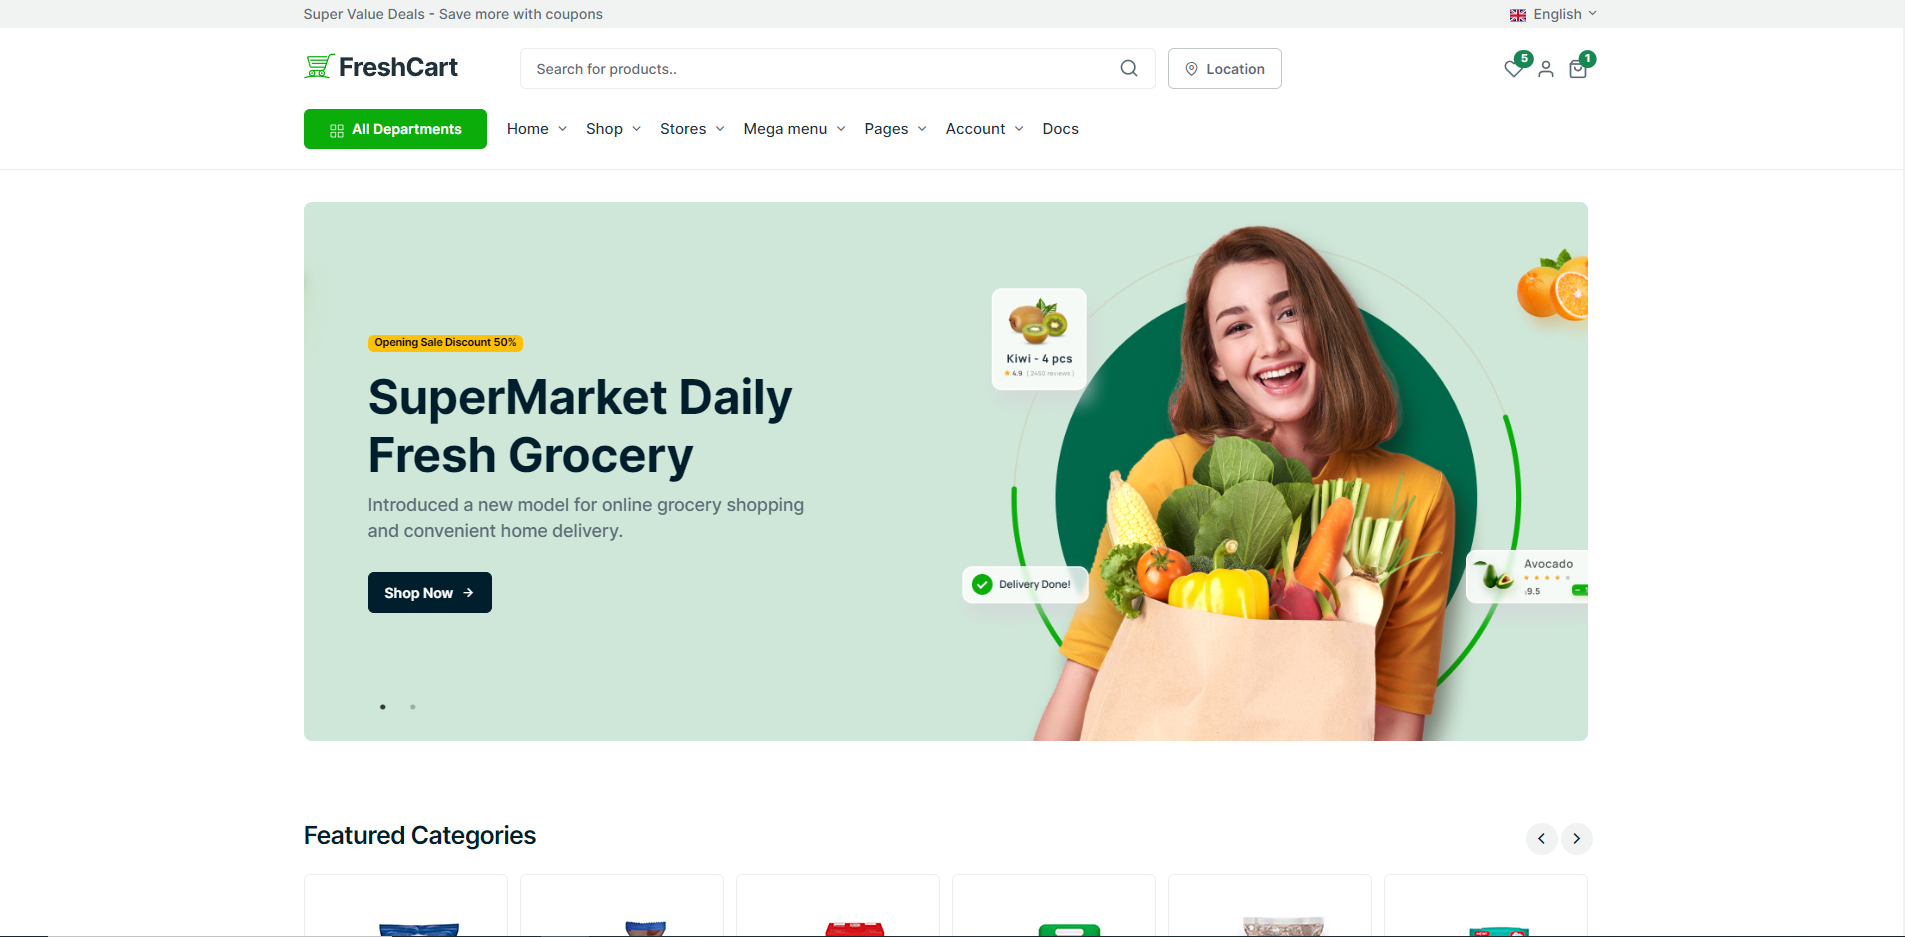 Super Value Deals - Save more with coupons
English
FreshCart
Search for products..
Location
5
1
All Departments
Home
Shop
Stores
Mega menu
Pages
Account
Docs
Opening Sale Discount 50%
SuperMarket Daily
Fresh Grocery
Introduced a new model for online grocery shopping
and convenient home delivery.
Shop Now
Kiwi - 4 pcs
4.9 ( 2450 reviews )
Delivery Done!
Avocado
9.5
Featured Categories